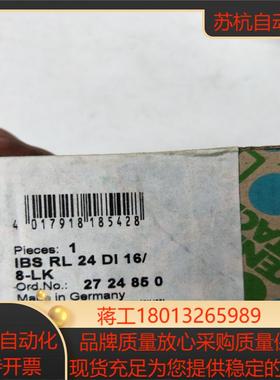 苏杭自动
4 017918 185428
Pieces: 1
IBS RL 24 DI 16/
8-LK
Ord.No.: 27 24 85 0
Made in Germany
蒋工18013265989
自动化
品牌质量放心采购质量保
开票
现货充足为您提供稳定的